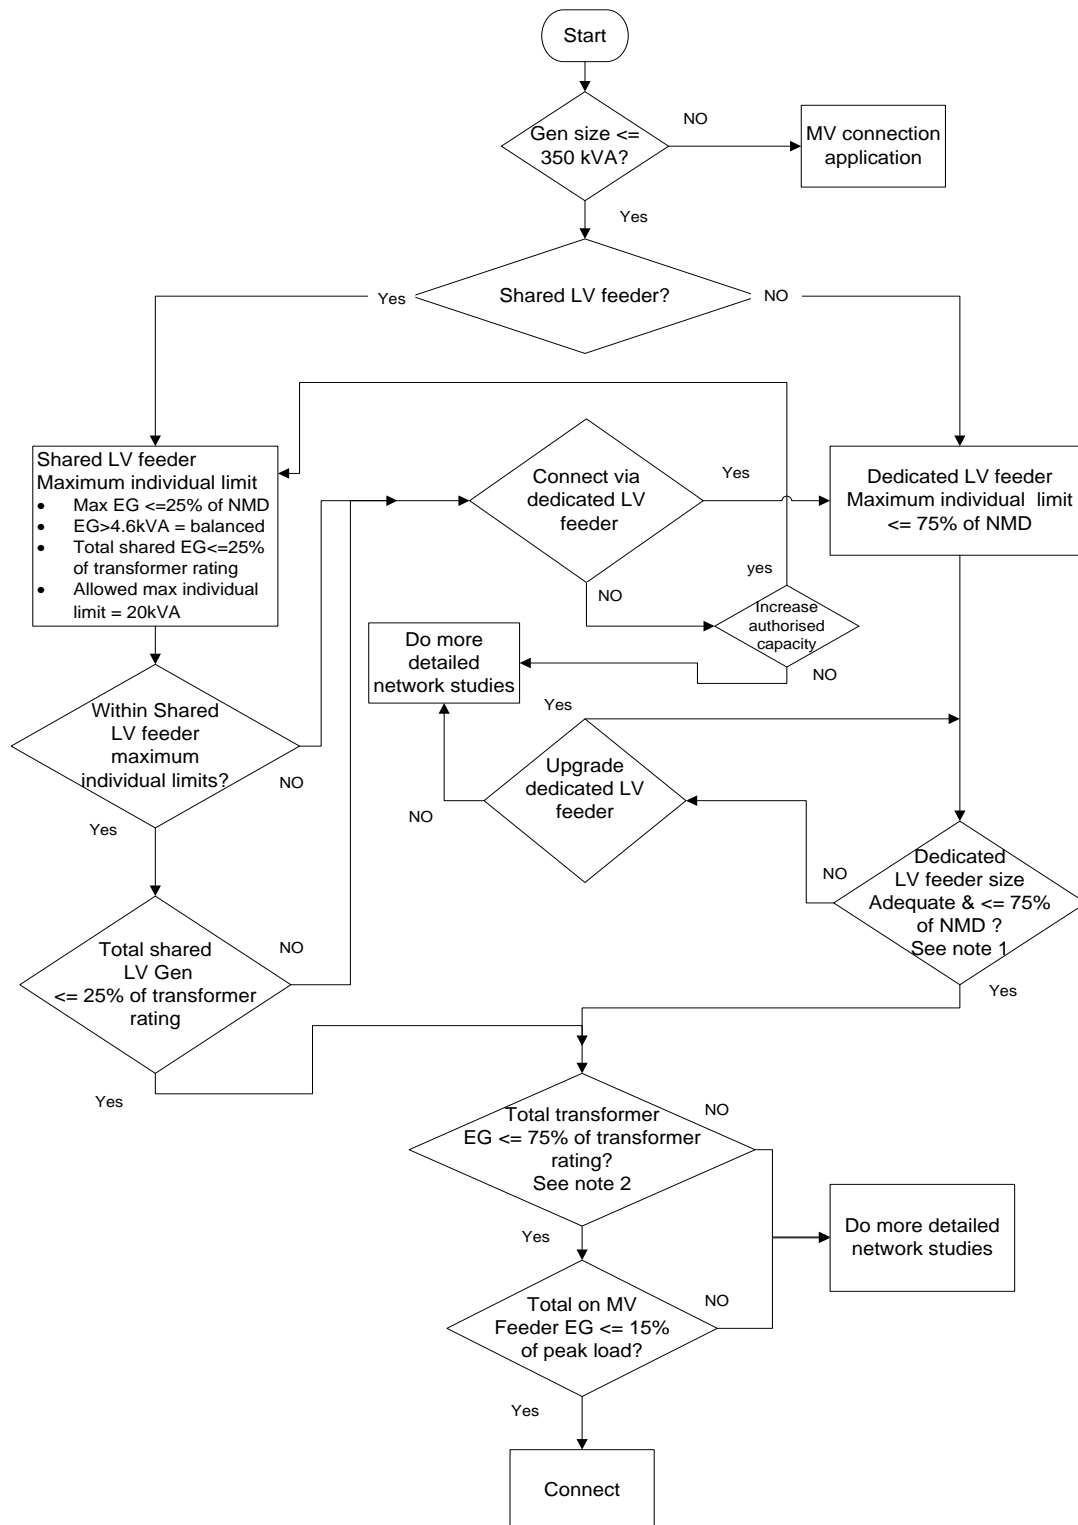 Start
Gen size <=
350 kVA?
NO
MV connection
application
Yes
Shared LV feeder?
Yes
NO
Shared LV feeder
Maximum individual limit
• Max EG <=25% of NMD
• EG>4.6kVA = balanced
• Total shared EG<=25%
of transformer rating
• Allowed max individual
limit = 20kVA
Connect via
dedicated LV
feeder
Yes
Dedicated LV feeder
Maximum individual limit
<= 75% of NMD
NO
yes
Increase
authorised
capacity
NO
Do more
detailed
network studies
Within Shared
LV feeder
maximum
individual limits?
NO
Yes
Yes
Upgrade
dedicated LV
feeder
NO
NO
Dedicated
LV feeder size
Adequate & <= 75%
of NMD ?
See note 1
Yes
Total shared
LV Gen
<= 25% of transformer
rating
NO
Yes
Total transformer
EG <= 75% of transformer
rating?
See note 2
NO
Yes
Do more detailed
network studies
Total on MV
Feeder EG <= 15%
of peak load?
NO
Yes
Connect